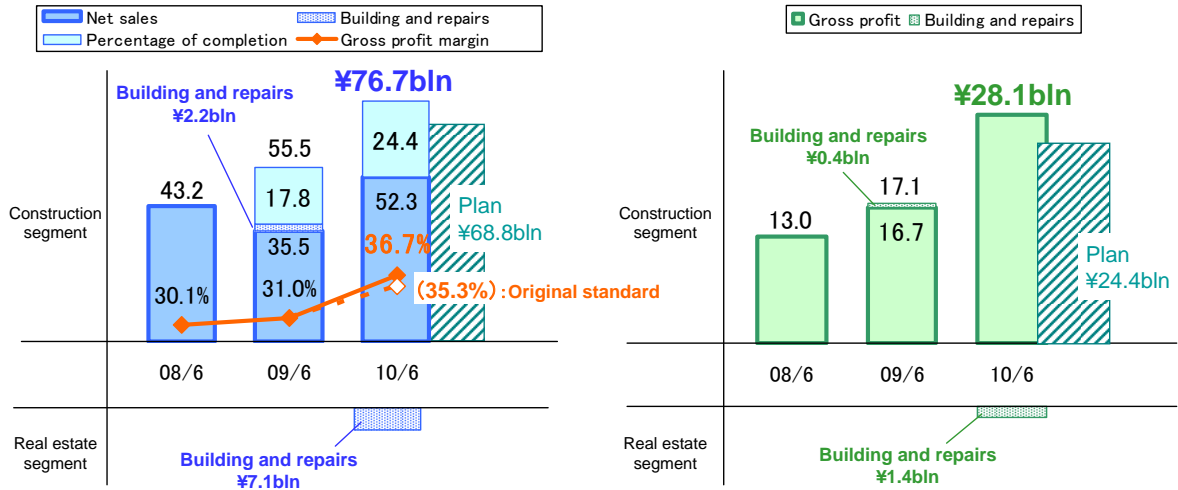 Net sales
Building and repairs
Percentage of completion
Gross profit margin
¥76.7bln
Building and repairs
¥2.2bln
55.5
43.2
24.4
17.8
52.3
35.5
Plan
¥68.8bln
36.7%
30.1%
31.0%
(35.3%):Original standard
Construction
segment
08/6
09/6
10/6
Real estate
segment
Building and repairs
¥7.1bln
Gross profit
Building and repairs
¥28.1bln
Building and repairs
¥0.4bln
17.1
13.0
16.7
Plan
¥24.4bln
Construction
segment
08/6
09/6
10/6
Real estate
segment
Building and repairs
¥1.4bln